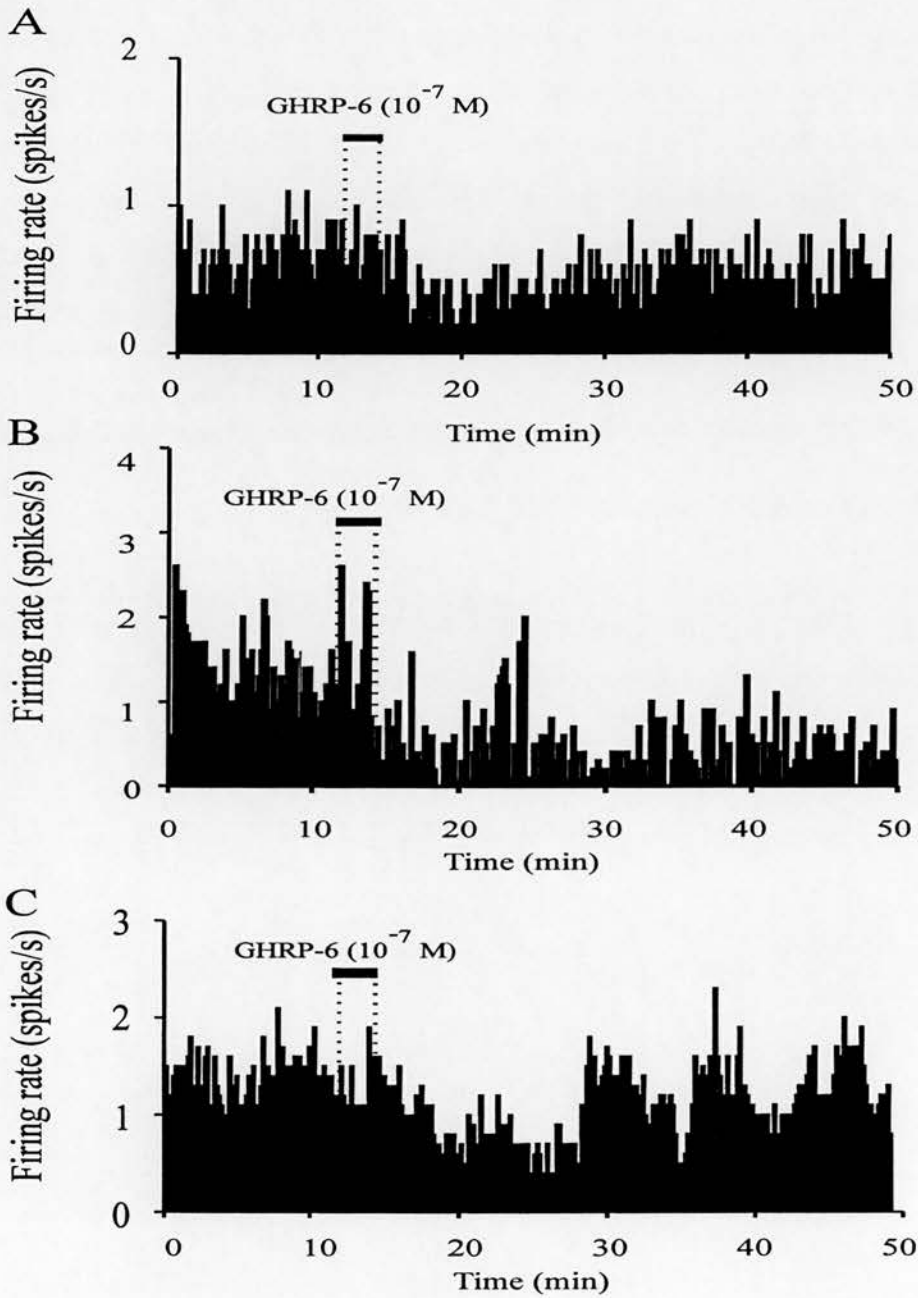 A
Firing rate (spikes/s)
2
1
0
GHRP-6 (10⁻⁷ M)
0 10 20 30 40 50
Time (min)
B
Firing rate (spikes/s)
4
3
2
1
0
GHRP-6 (10⁻⁷ M)
0 10 20 30 40 50
Time (min)
C
Firing rate (spikes/s)
3
2
1
0
GHRP-6 (10⁻⁷ M)
0 10 20 30 40 50
Time (min)